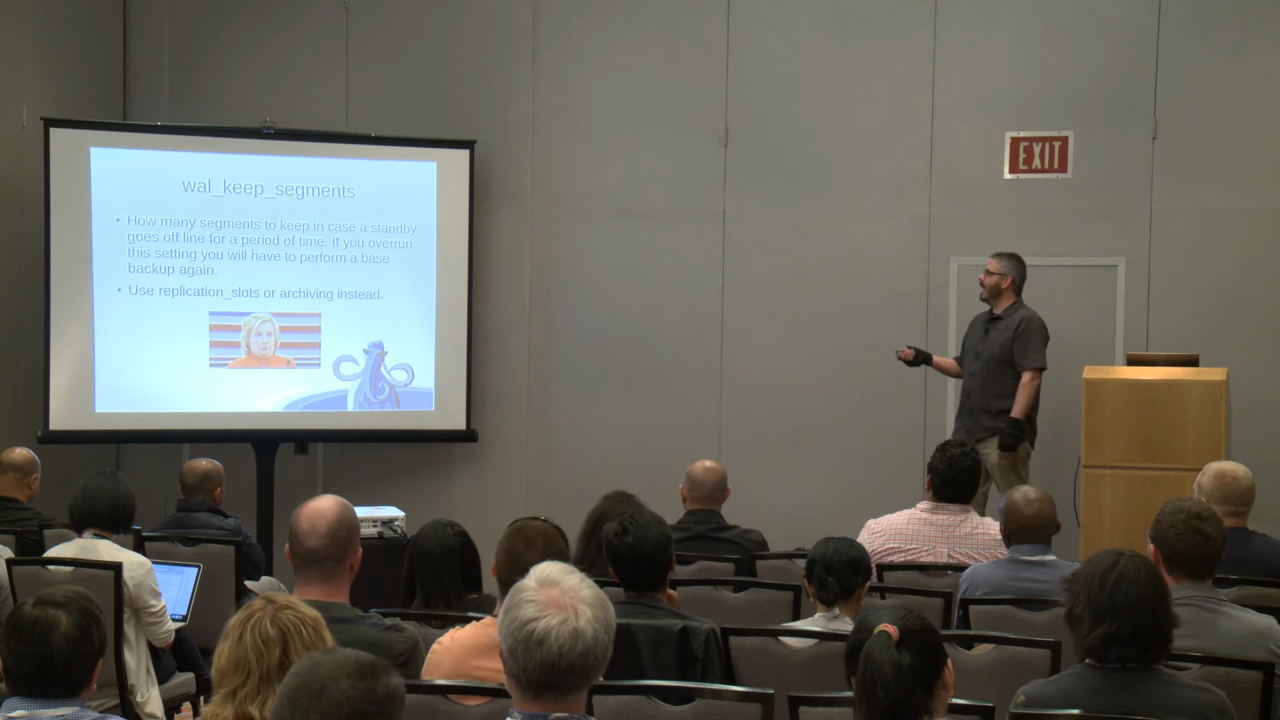 wal_keep_segments
• How many segments to keep in case a standby
goes off line for a period of time. If you overrun
this setting you will have to perform a base
backup again.
• Use replication_slots or archiving instead.
EXIT